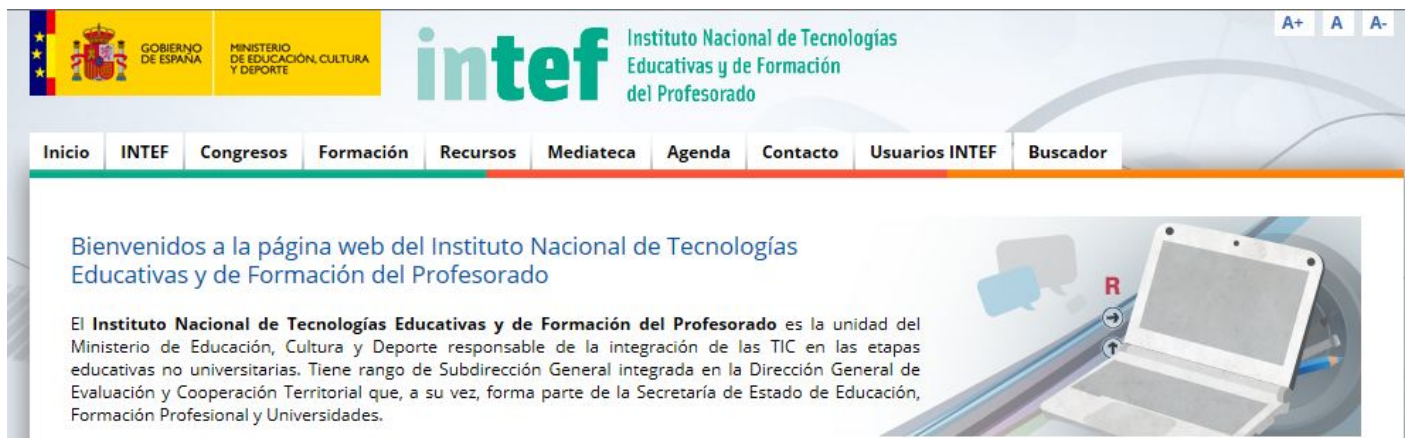 GOBIERNO
DE ESPAÑA
MINISTERIO
DE EDUCACIÓN, CULTURA
Y DEPORTE
intef
Instituto Nacional de Tecnologías
Educativas y de Formación
del Profesorado
A+ A A-
Inicio INTEF Congresos Formación Recursos Mediateca Agenda Contacto Usuarios INTEF Buscador
Bienvenidos a la página web del Instituto Nacional de Tecnologías
Educativas y de Formación del Profesorado
El Instituto Nacional de Tecnologías Educativas y de Formación del Profesorado es la unidad del
Ministerio de Educación, Cultura y Deporte responsable de la integración de las TIC en las etapas
educativas no universitarias. Tiene rango de Subdirección General integrada en la Dirección General de
Evaluación y Cooperación Territorial que, a su vez, forma parte de la Secretaría de Estado de Educación,
Formación Profesional y Universidades.
R